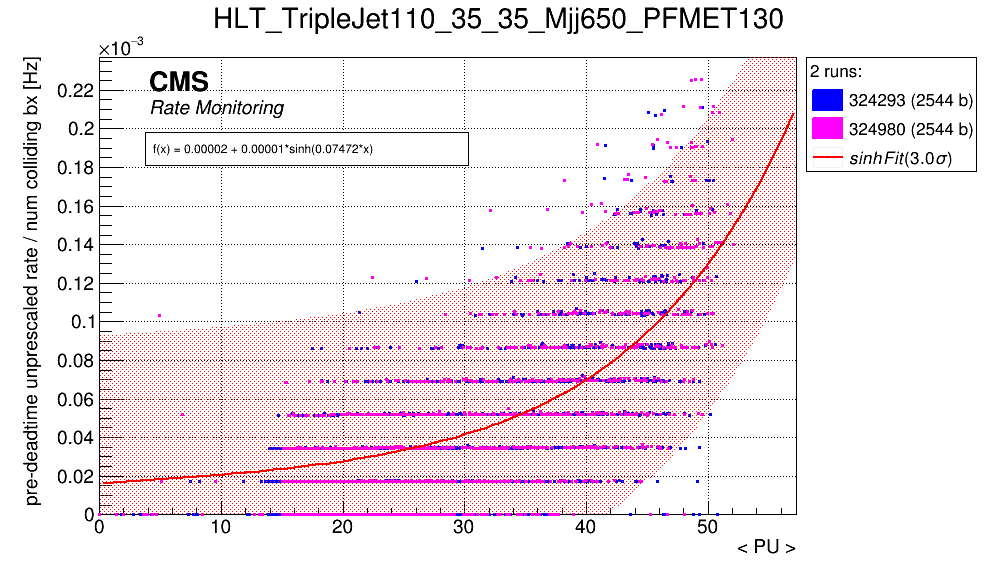 HLT_TripleJet110_35_35_Mjj650_PFMET130
×10⁻³
pre-deadtime unprescaled rate / num colliding bx [Hz]
CMS
Rate Monitoring
f(x) = 0.00002 + 0.00001*sinh(0.07472*x)
2 runs:
324293 (2544 b)
324980 (2544 b)
sinhFit(3.0σ)
0.22
0.2
0.18
0.16
0.14
0.12
0.1
0.08
0.06
0.04
0.02
0
0 10 20 30 40 50
< PU >